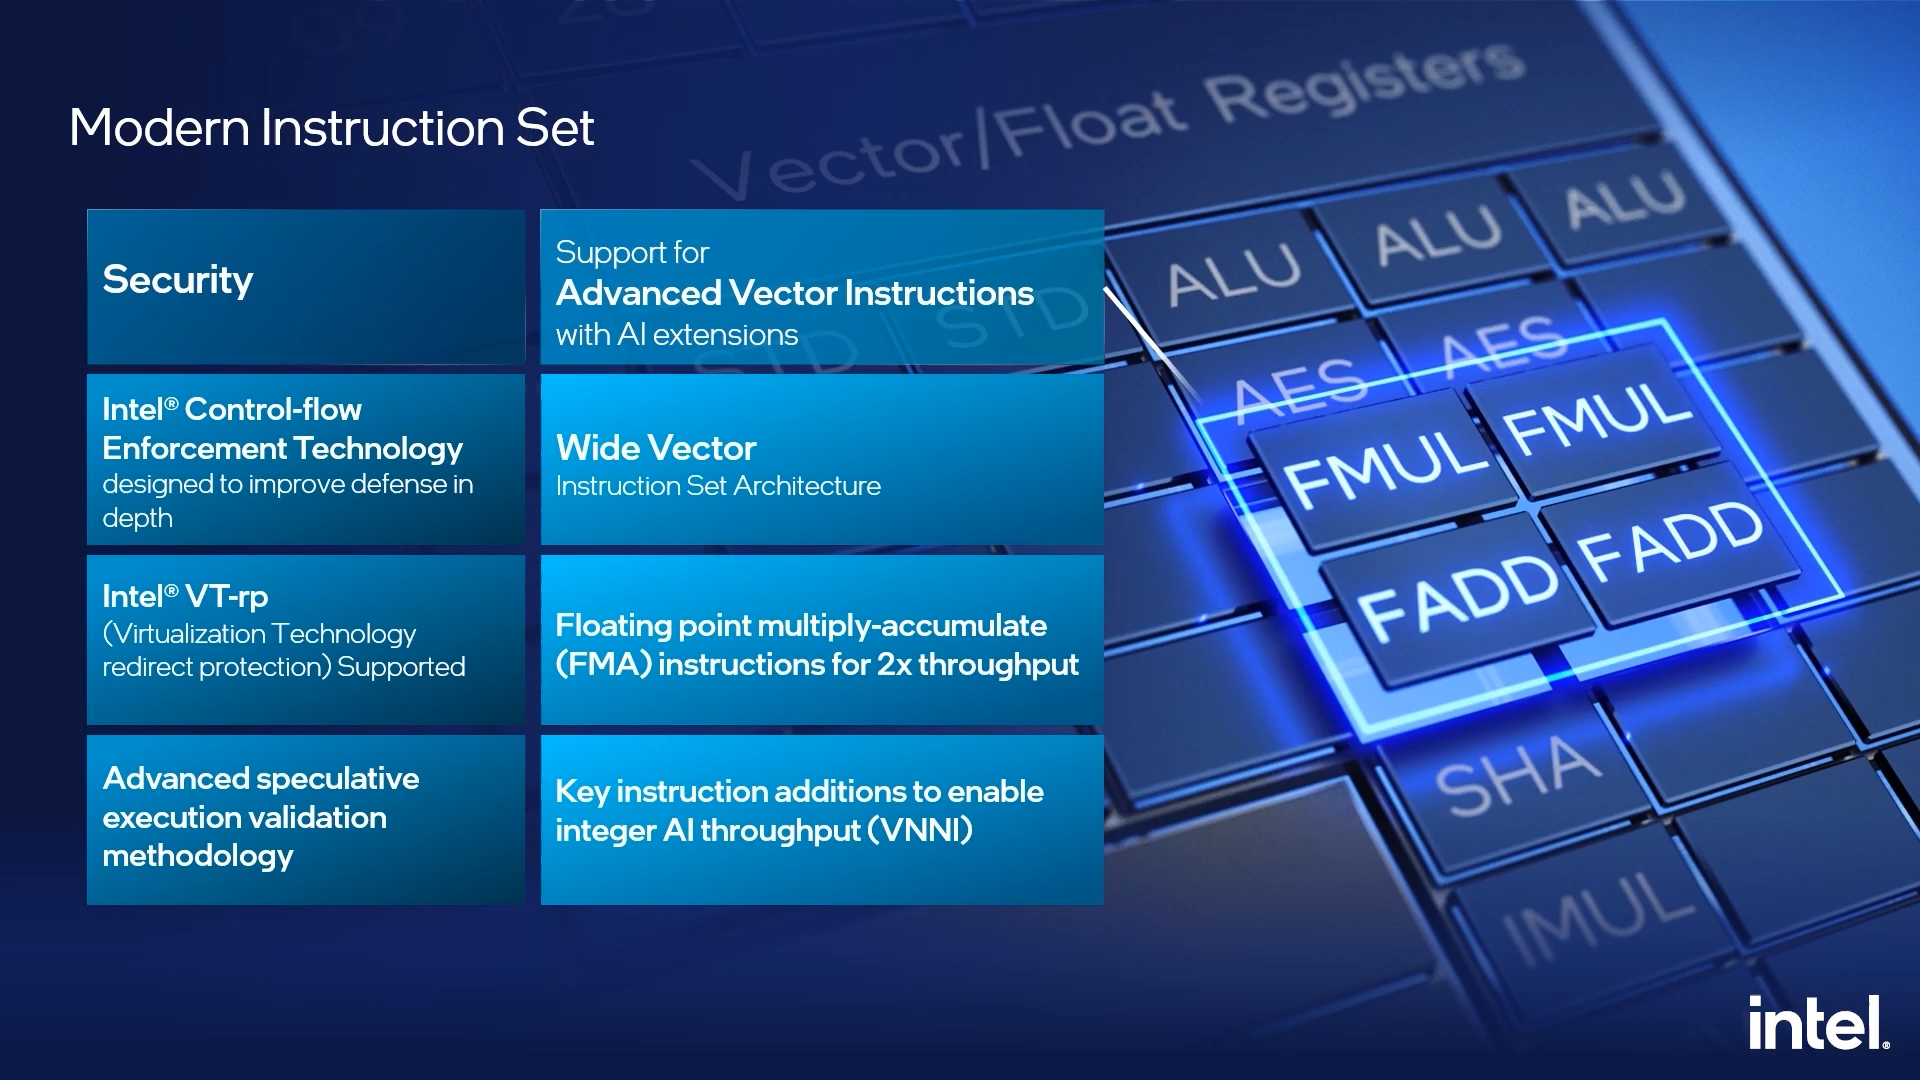 Modern Instruction Set
Security
Intel® Control-flow
Enforcement Technology
designed to improve defense in
depth
Intel® VT-rp
(Virtualization Technology
redirect protection) Supported
Advanced speculative
execution validation
methodology
Support for
Advanced Vector Instructions
with AI extensions
Wide Vector
Instruction Set Architecture
Floating point multiply-accumulate
(FMA) instructions for 2x throughput
Key instruction additions to enable
integer AI throughput (VNNI)
Vector/Float Registers
ALU ALU ALU
STD STD
AES AES
FMUL FMUL
FADD FADD
SHA
IMUL
intel®